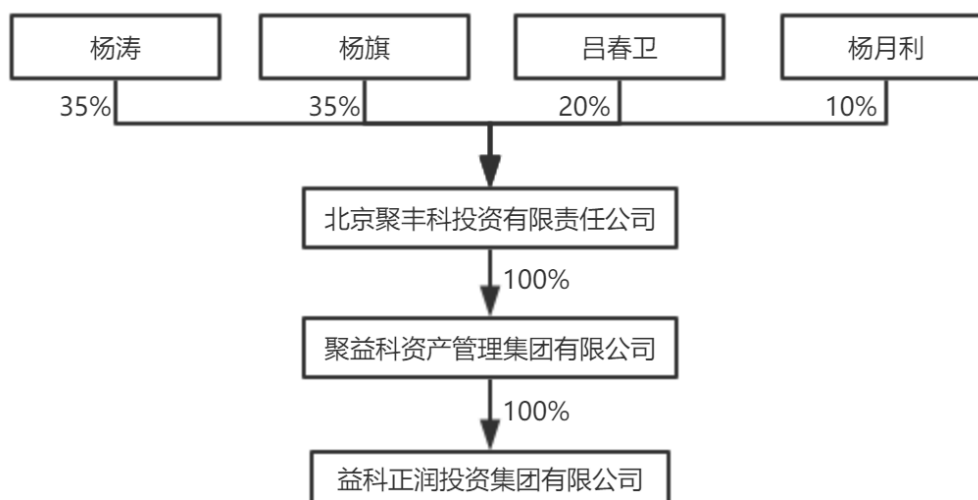 杨涛
杨旗
吕春卫
杨月利
35%
35%
20%
10%
北京聚丰科投资有限责任公司
100%
聚益科资产管理集团有限公司
100%
益科正润投资集团有限公司